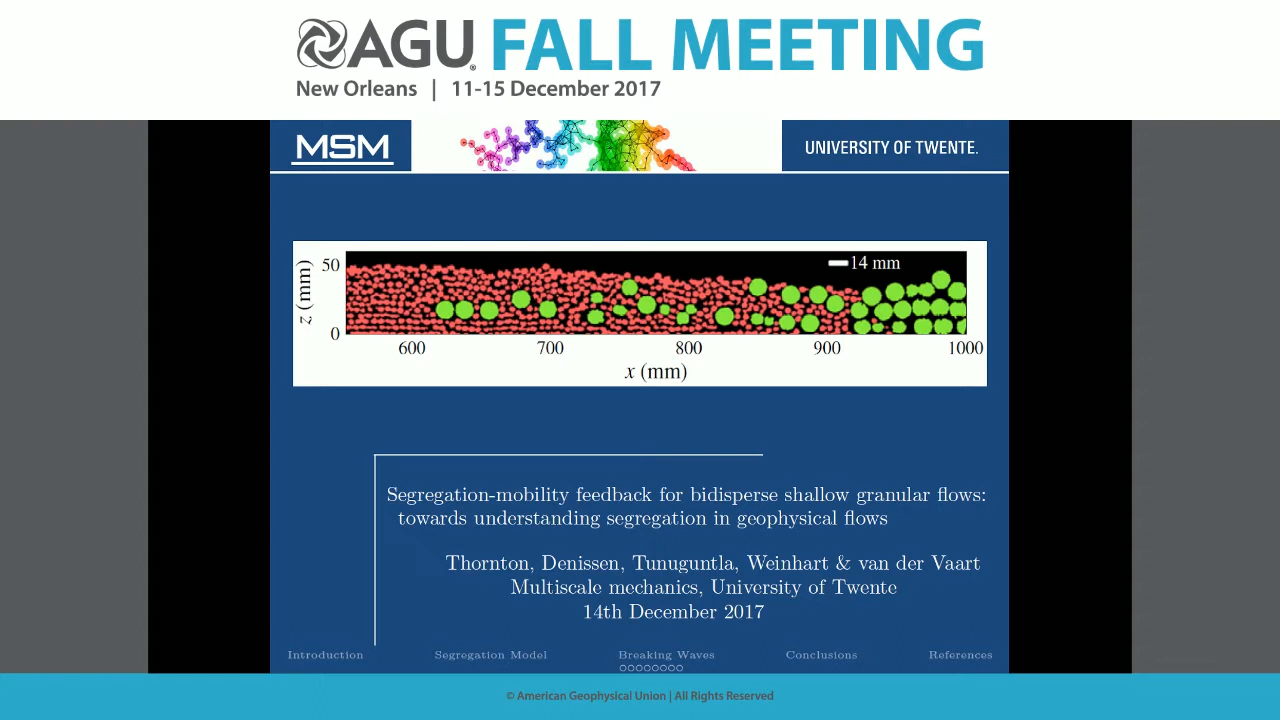 AGU FALL MEETING
New Orleans | 11-15 December 2017
MSM
UNIVERSITY OF TWENTE.
50
14 mm
z (mm)
0
600 700 800 900 1000
x (mm)
Segregation-mobility feedback for bidisperse shallow granular flows:
towards understanding segregation in geophysical flows
Thornton, Denissen, Tunuguntla, Weinhart & van der Vaart
Multiscale mechanics, University of Twente
14th December 2017
Introduction Segregation Model Breaking Waves Conclusions References
© American Geophysical Union | All Rights Reserved